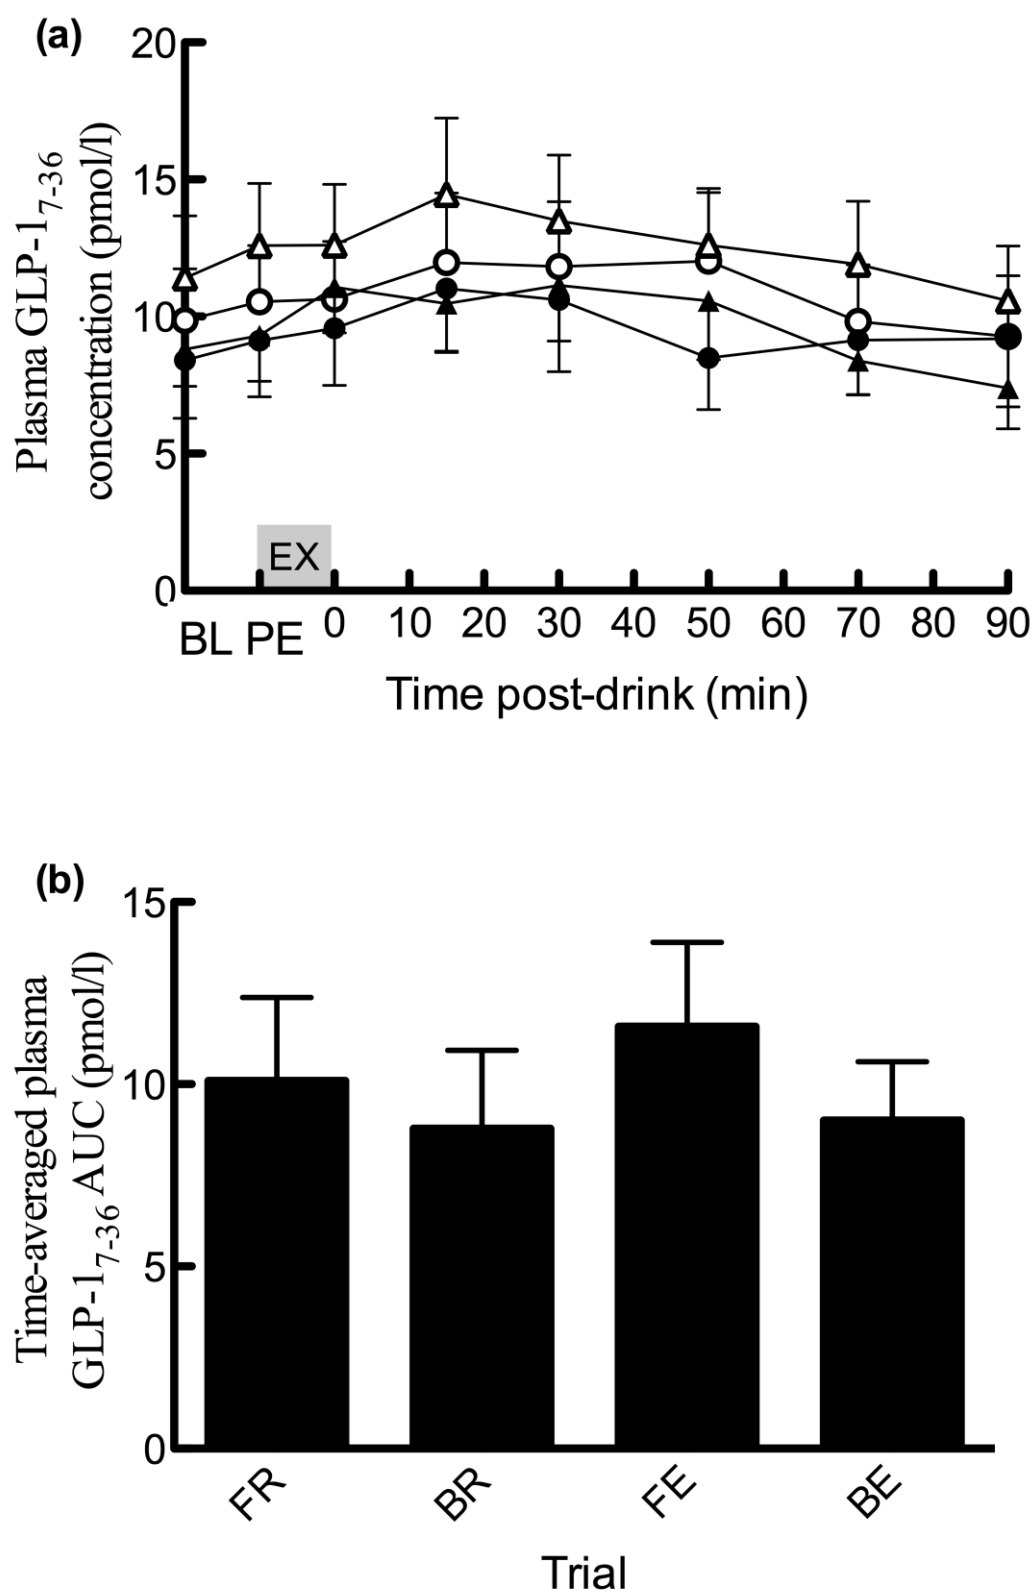 (a)
20
15
10
5
0
Plasma GLP-1₇₋₃₆
concentration (pmol/l)
EX
BL PE 0 10 20 30 40 50 60 70 80 90
Time post-drink (min)
(b)
15
10
5
0
Time-averaged plasma
GLP-1₇₋₃₆ AUC (pmol/l)
FR BR FE BE
Trial